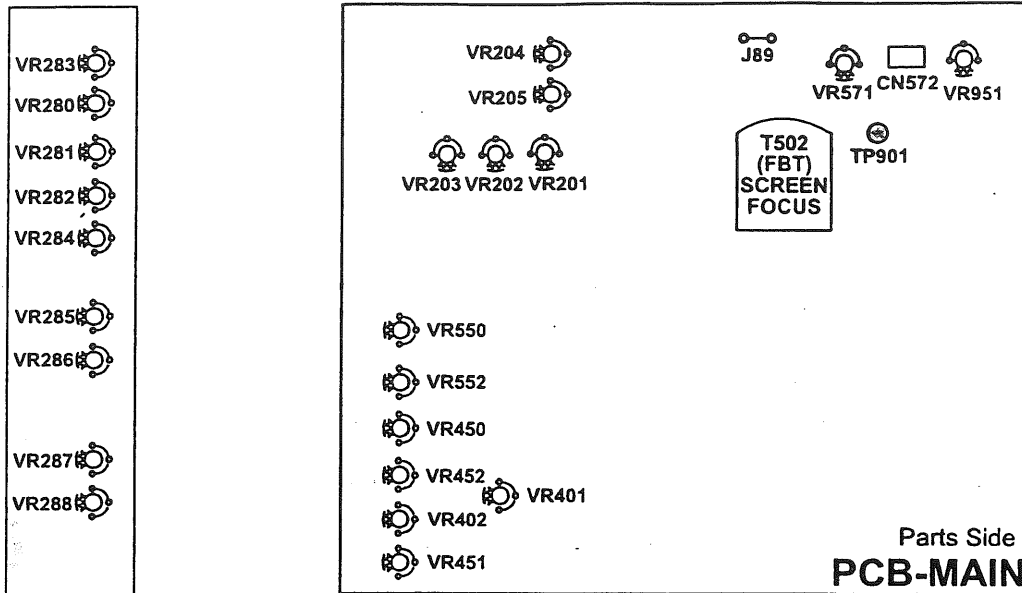 VR283
VR280
VR281
VR282
VR284
VR285
VR286
VR287
VR288
VR204
VR205
VR203 VR202 VR201
J89
VR571 CN572 VR951
TP901
T502
(FBT)
SCREEN
FOCUS
VR550
VR552
VR450
VR452
VR401
VR402
VR451
Parts Side
PCB-MAIN